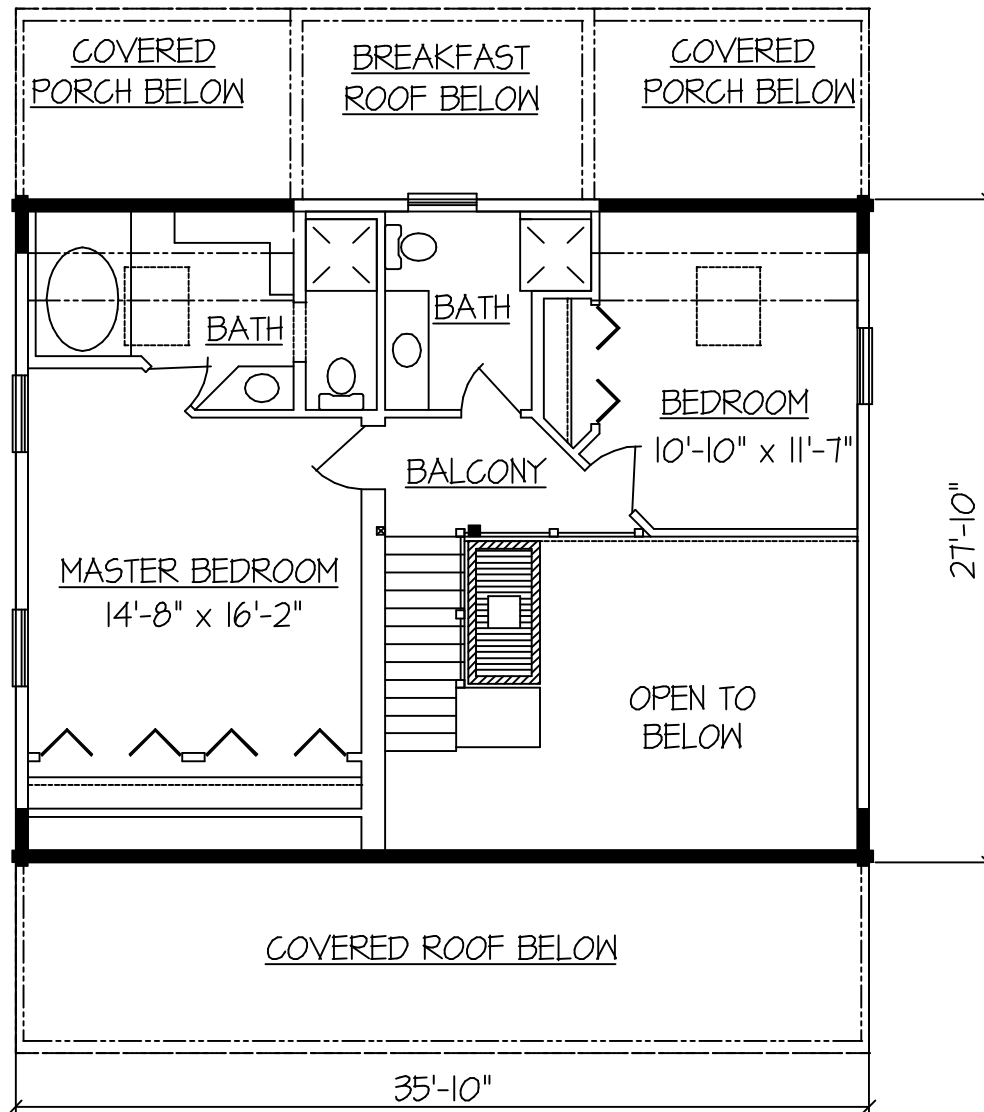 COVERED
PORCH BELOW
BREAKFAST
ROOF BELOW
COVERED
PORCH BELOW
BATH
BATH
BEDROOM
10'-10" x 11'-7"
BALCONY
27'-10"
MASTER BEDROOM
14'-8" x 16'-2"
OPEN TO
BELOW
COVERED ROOF BELOW
35'-10"